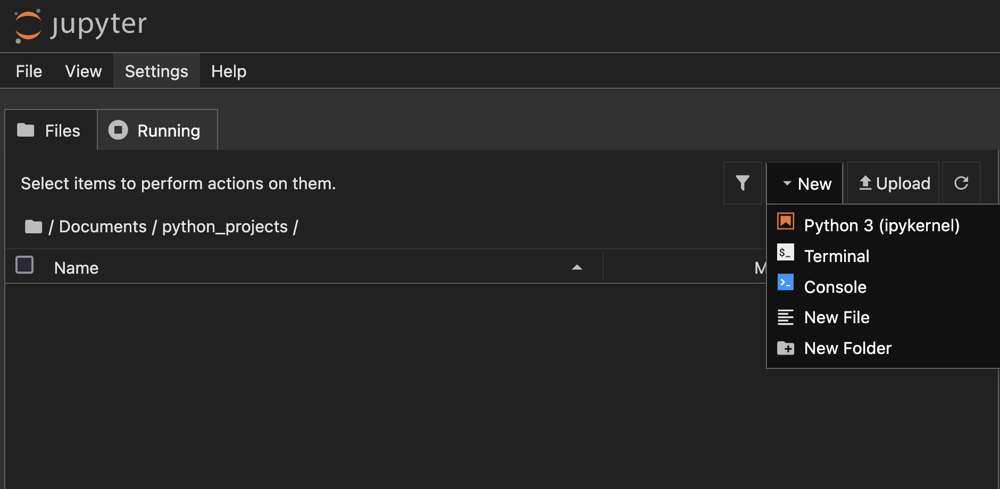 jupyter
File View Settings Help
Files Running
Select items to perform actions on them.
New Upload
/ Documents / python_projects /
Name
Python 3 (ipykernel)
$_ Terminal
>_ Console
New File
New Folder